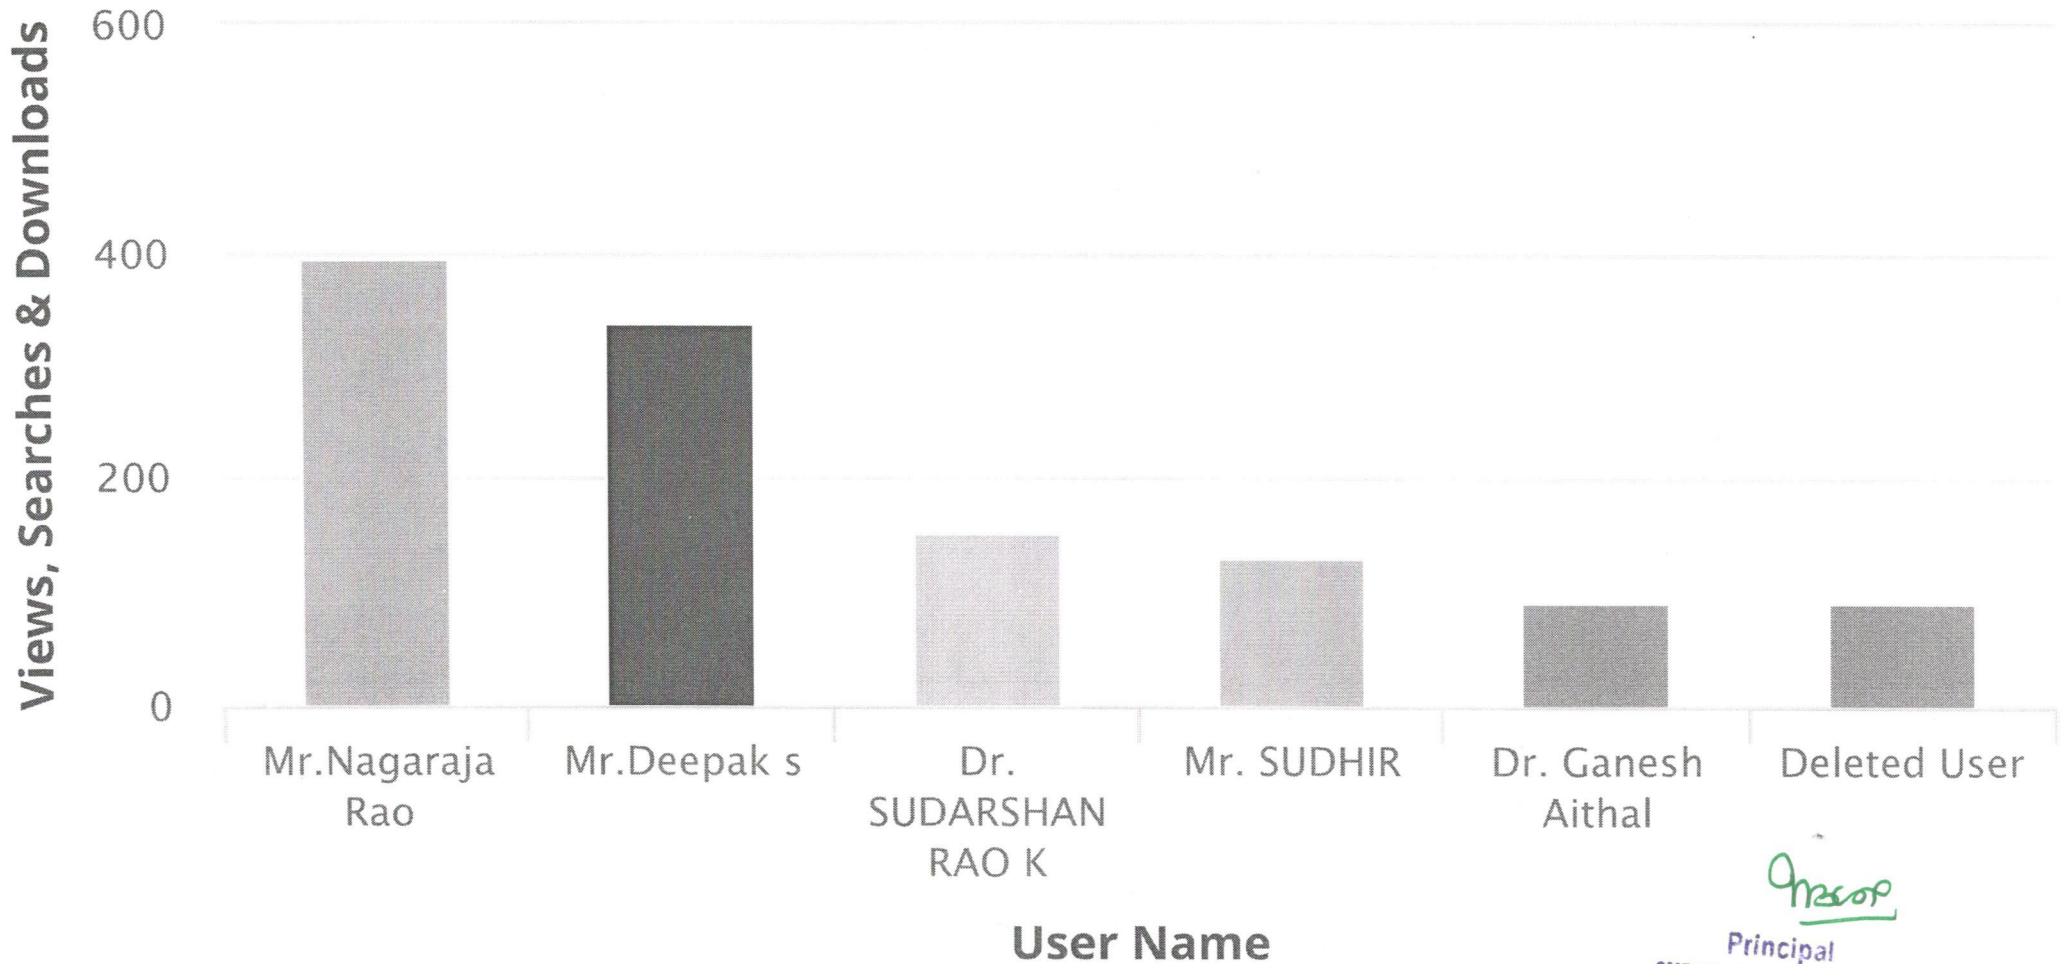 Views, Searches & Downloads
600
400
200
0
Mr.Nagaraja
Rao
Mr.Deepak s
Dr.
SUDARSHAN
RAO K
Mr. SUDHIR
Dr. Ganesh
Aithal
Deleted User
User Name
Principal